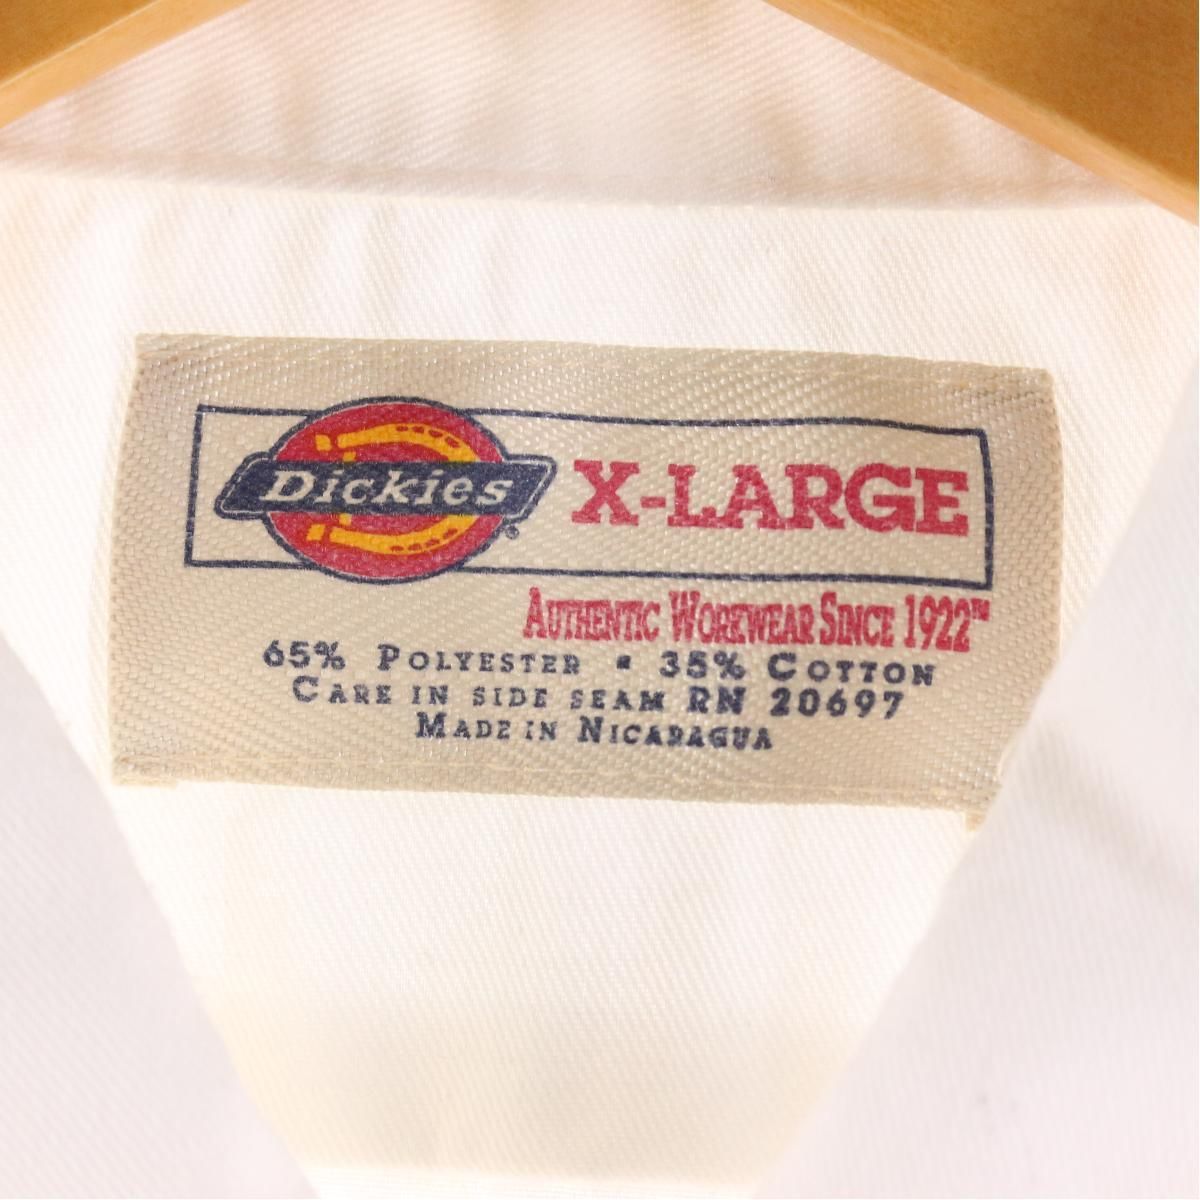 Dickies® X-LARGE
AUTHENTIC WORKWEAR SINCE 1922™
65% POLYESTER ▪ 35% COTTON
CARE IN SIDE SEAM RN 20697
MADE IN NICARAGUA